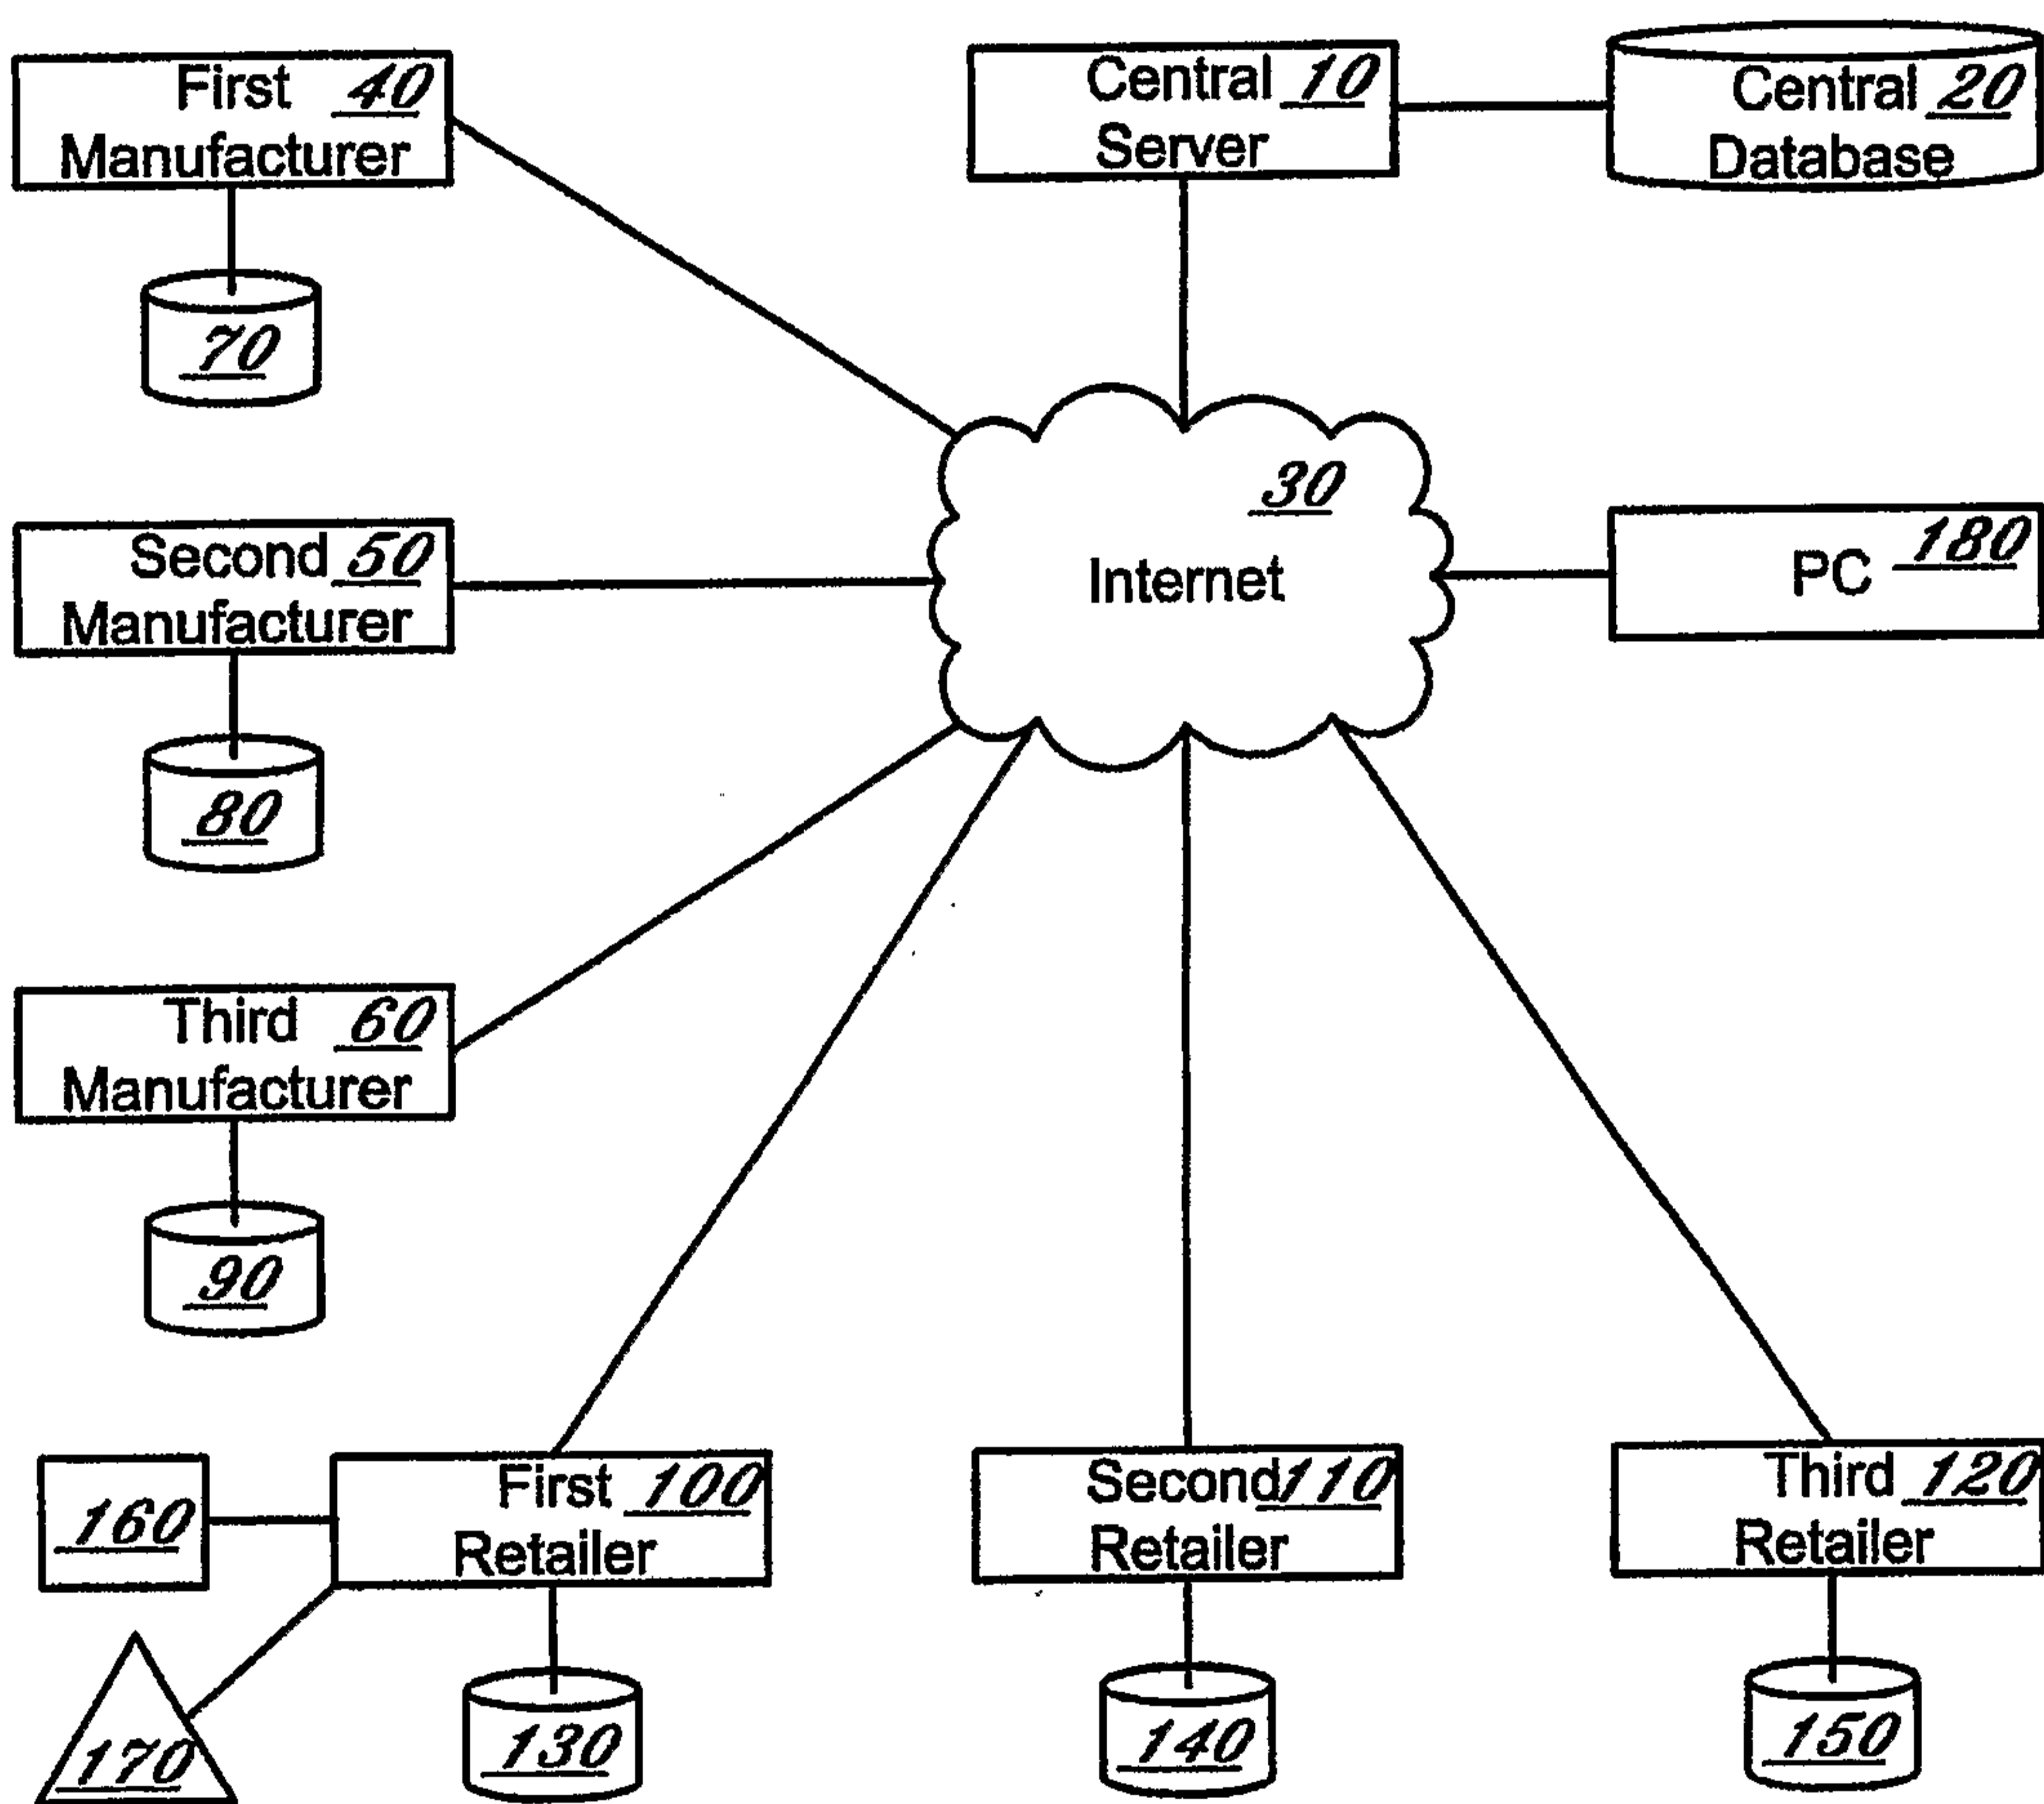 First 40
Manufacturer
Central 10
Server
Central 20
Database
70
30
Internet
Second 50
Manufacturer
PC 180
80
Third 60
Manufacturer
90
160
First 100
Retailer
Second 110
Retailer
Third 120
Retailer
170
130
140
150